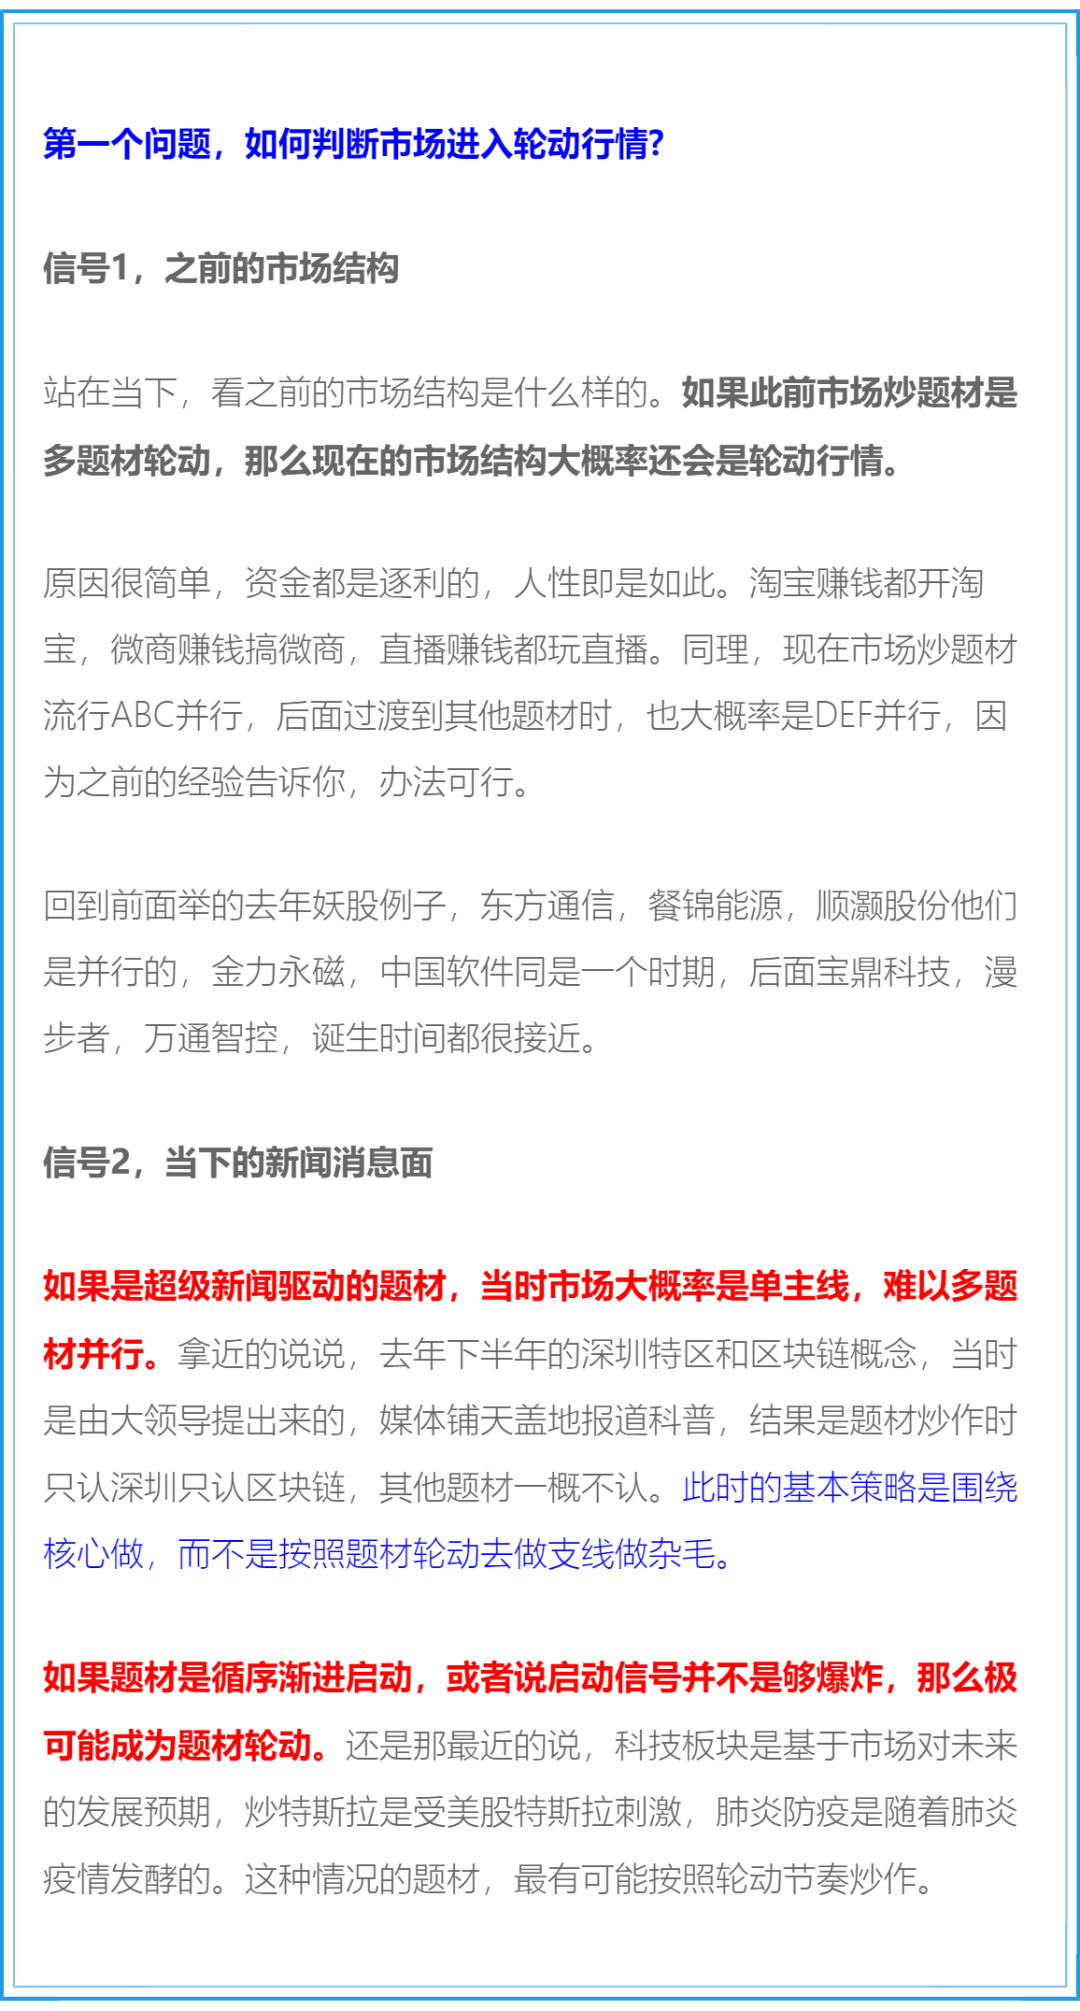 第一个问题，如何判断市场进入轮动行情?
信号1，之前的市场结构
站在当下，看之前的市场结构是什么样的。如果此前市场炒题材是
多题材轮动，那么现在的市场结构大概率还会是轮动行情。
原因很简单，资金都是逐利的，人性即是如此。淘宝赚钱都开淘
宝，微商赚钱搞微商，直播赚钱都玩直播。同理，现在市场炒题材
流行ABC并行，后面过渡到其他题材时，也大概率是DEF并行，因
为之前的经验告诉你，办法可行。
回到前面举的去年妖股例子，东方通信，餐锦能源，顺灏股份他们
是并行的，金力永磁，中国软件同是一个时期，后面宝鼎科技，漫
步者，万通智控，诞生时间都很接近。
信号2，当下的新闻消息面
如果是超级新闻驱动的题材，当时市场大概率是单主线，难以多题
材并行。拿近的说说，去年下半年的深圳特区和区块链概念，当时
是由大领导提出来的，媒体铺天盖地报道科普，结果是题材炒作时
只认深圳只认区块链，其他题材一概不认。此时的基本策略是围绕
核心做，而不是按照题材轮动去做支线做杂毛。
如果题材是循序渐进启动，或者说启动信号并不是够爆炸，那么极
可能成为题材轮动。还是那最近的说，科技板块是基于市场对未来
的发展预期，炒特斯拉是受美股特斯拉刺激，肺炎防疫是随着肺炎
疫情发酵的。这种情况的题材，最有可能按照轮动节奏炒作。